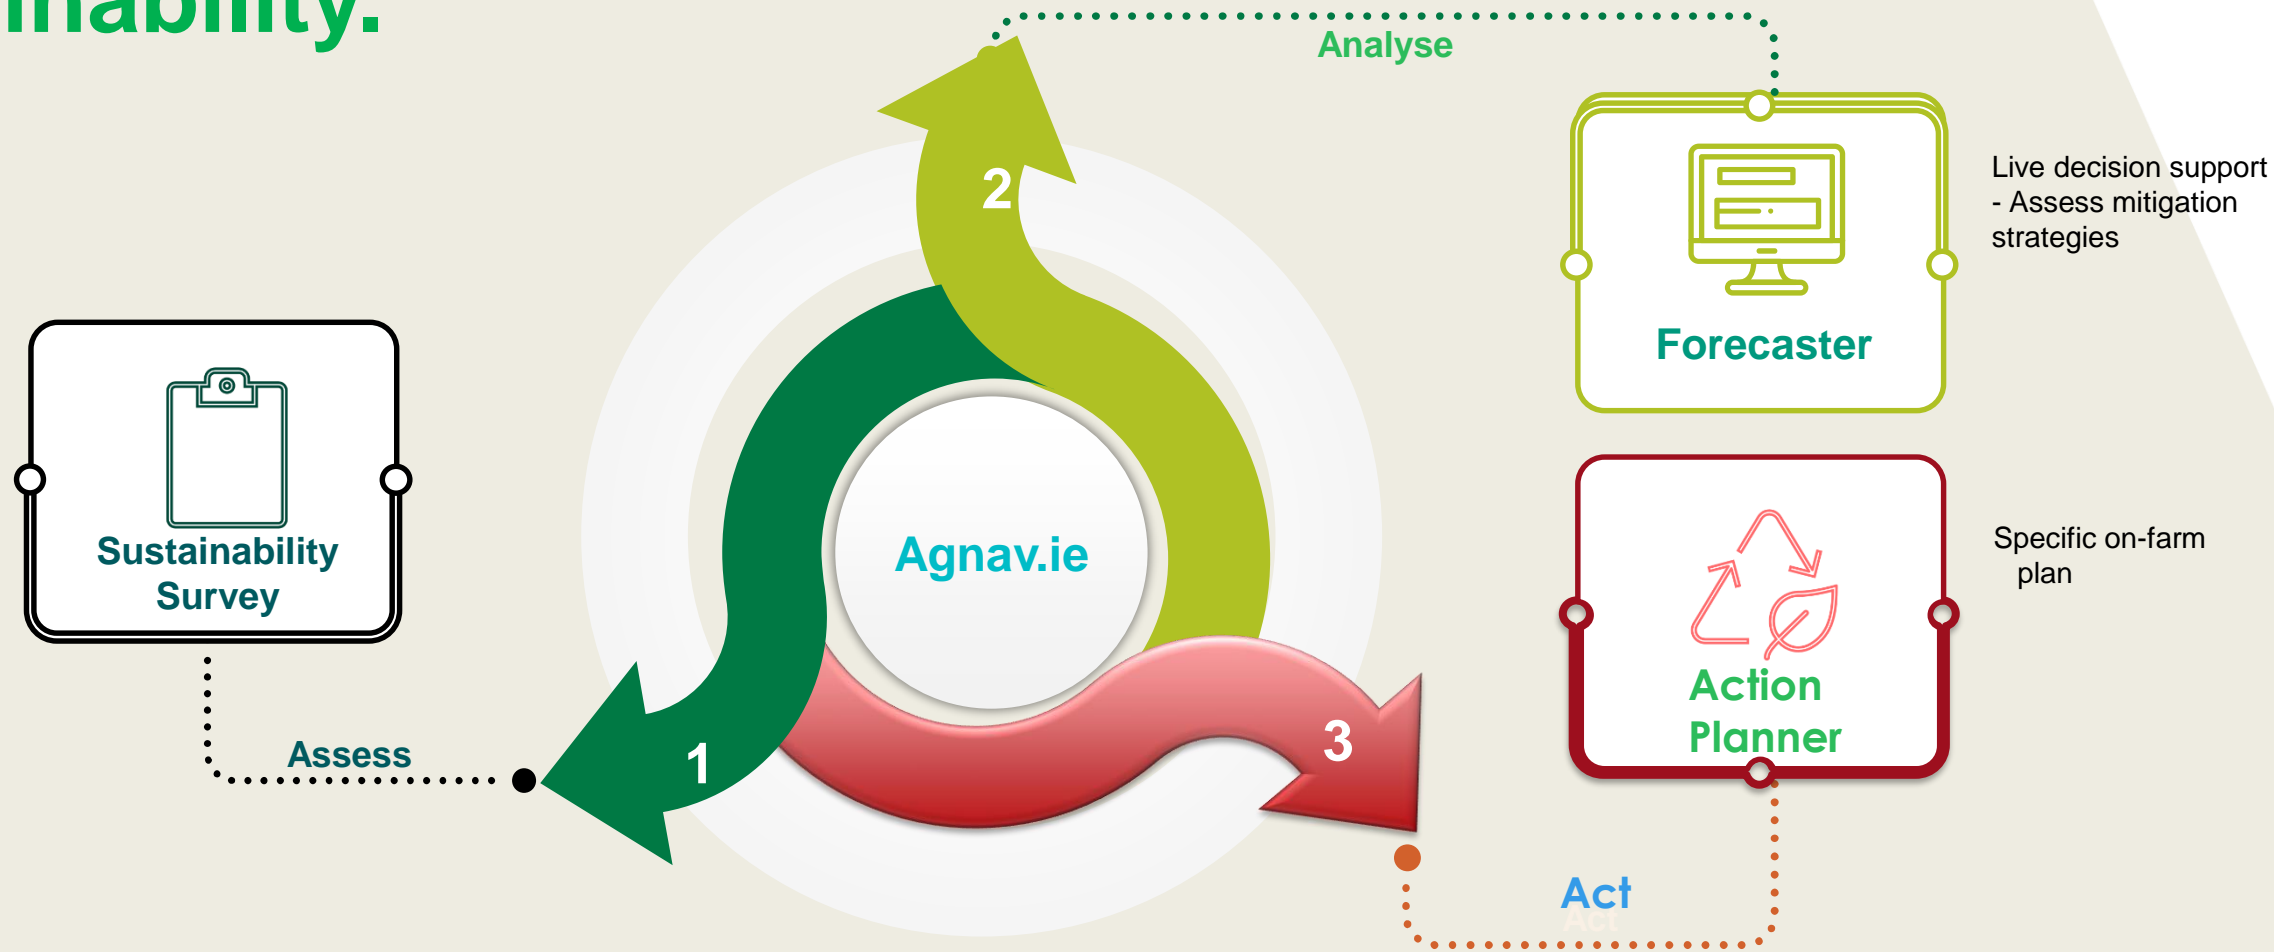 inability.
Analyse
2
Live decision support
- Assess mitigation
strategies
Forecaster
Sustainability
Survey
Agnav.ie
Specific on-farm
plan
Action
Planner
Assess
1
3
Act
Act